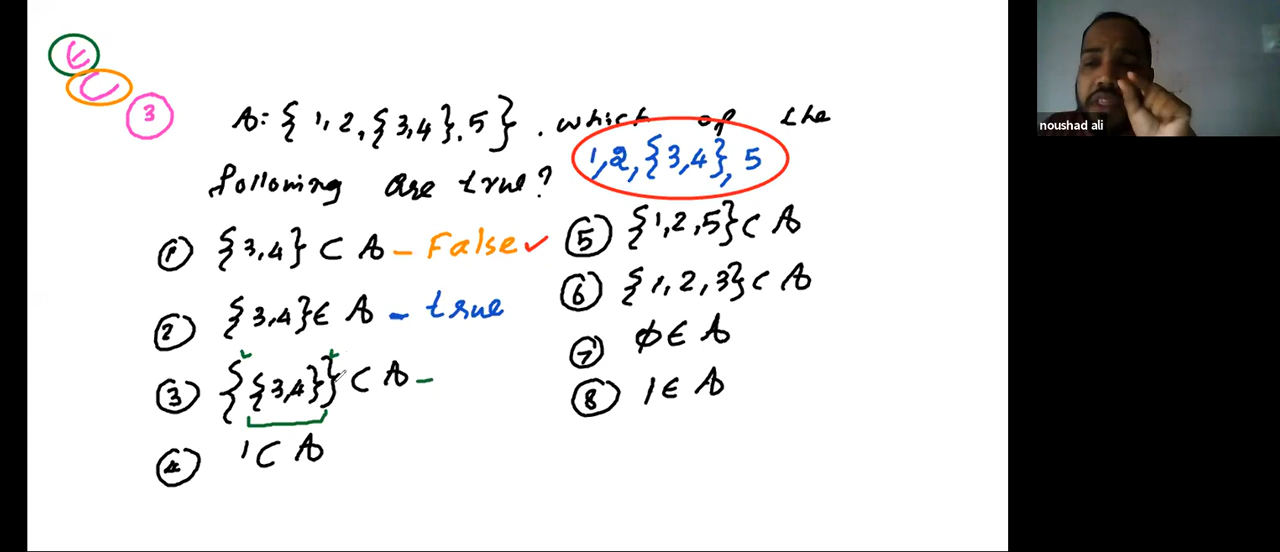 ∈
⊂
③ A: { 1, 2, {3,4}, 5 }. which of the
following are true? 1, 2, {3,4}, 5
① {3,4} ⊂ A – False ✓
② {3,4} ∈ A – true
③ {{3,4}} ⊂ A –
④ 1 ⊂ A
⑤ {1,2,5} ⊂ A
⑥ {1,2,3} ⊂ A
⑦ ϕ ∈ A
⑧ 1 ∈ A
noushad ali